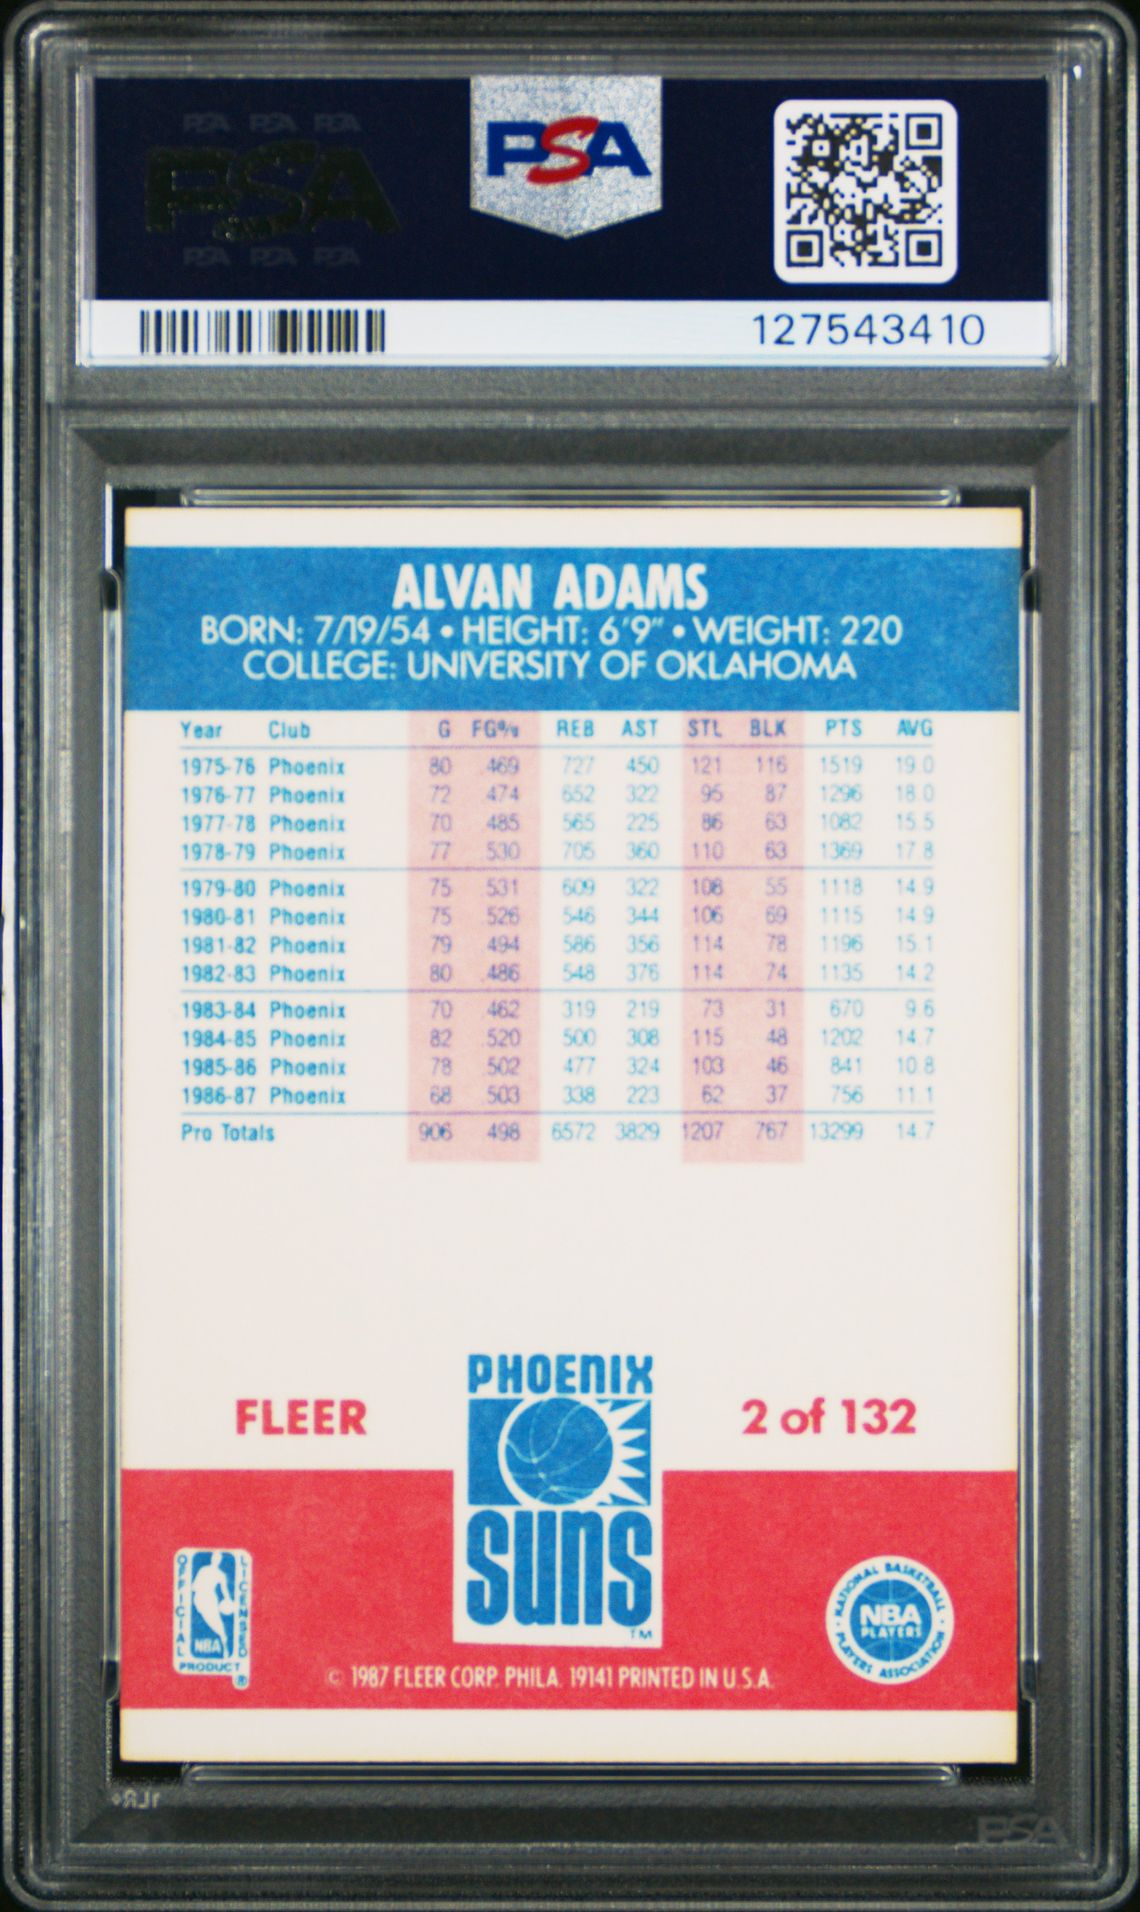 PSA PSA PSA
PSA
PSA PSA PSA
PSA
127543410
ALVAN ADAMS
BORN: 7/19/54 • HEIGHT: 6'9" • WEIGHT: 220
COLLEGE: UNIVERSITY OF OKLAHOMA
Year Club G FG% REB AST STL BLK PTS AVG
1975-76 Phoenix 80 .469 727 450 121 116 1519 19.0
1976-77 Phoenix 72 .474 652 322 95 87 1296 18.0
1977-78 Phoenix 70 .485 565 225 86 63 1082 15.5
1978-79 Phoenix 77 .530 705 360 110 63 1369 17.8
1979-80 Phoenix 75 .531 609 322 108 55 1118 14.9
1980-81 Phoenix 75 .526 546 344 106 69 1115 14.9
1981-82 Phoenix 79 .494 586 356 114 78 1196 15.1
1982-83 Phoenix 80 .486 548 376 114 74 1135 14.2
1983-84 Phoenix 70 .462 319 219 73 31 670 9.6
1984-85 Phoenix 82 .520 500 308 115 48 1202 14.7
1985-86 Phoenix 78 .502 477 324 103 46 841 10.8
1986-87 Phoenix 68 .503 338 223 62 37 756 11.1
Pro Totals 906 .498 6572 3829 1207 767 13299 14.7
PHOENIX
SUNS
TM
FLEER
2 of 132
OFFICIAL LICENSED
NBA
PRODUCT ®
NATIONAL BASKETBALL
NBA
PLAYERS
PLAYERS ASSOCIATION
© 1987 FLEER CORP. PHILA. 19141 PRINTED IN U.S.A.
PSA